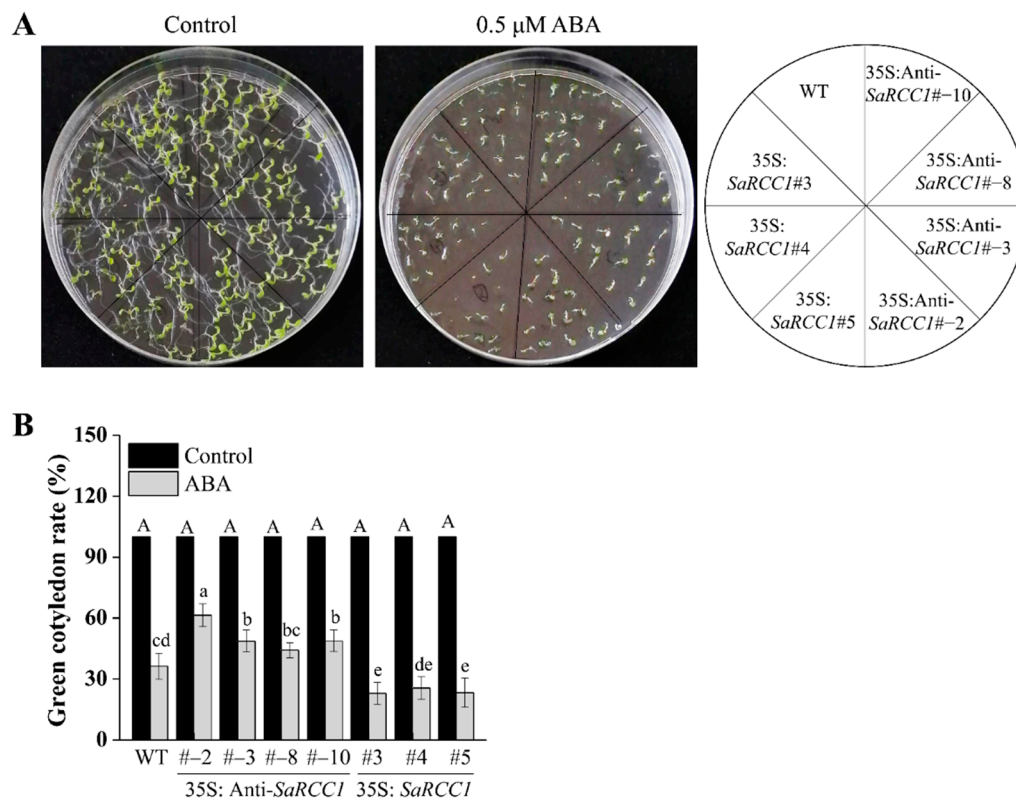 A
Control
0.5 μM ABA
WT
35S:Anti-
SaRCC1#−10
35S:
SaRCC1#3
35S:Anti-
SaRCC1#−8
35S:
SaRCC1#4
35S:Anti-
SaRCC1#−3
35S:
SaRCC1#5
35S:Anti-
SaRCC1#−2
B
Green cotyledon rate (%)
150
120
90
60
30
0
Control
ABA
A A A A A A A A
cd a b bc b e de e
WT #−2 #−3 #−8 #−10 #3 #4 #5
35S: Anti-SaRCC1 35S: SaRCC1